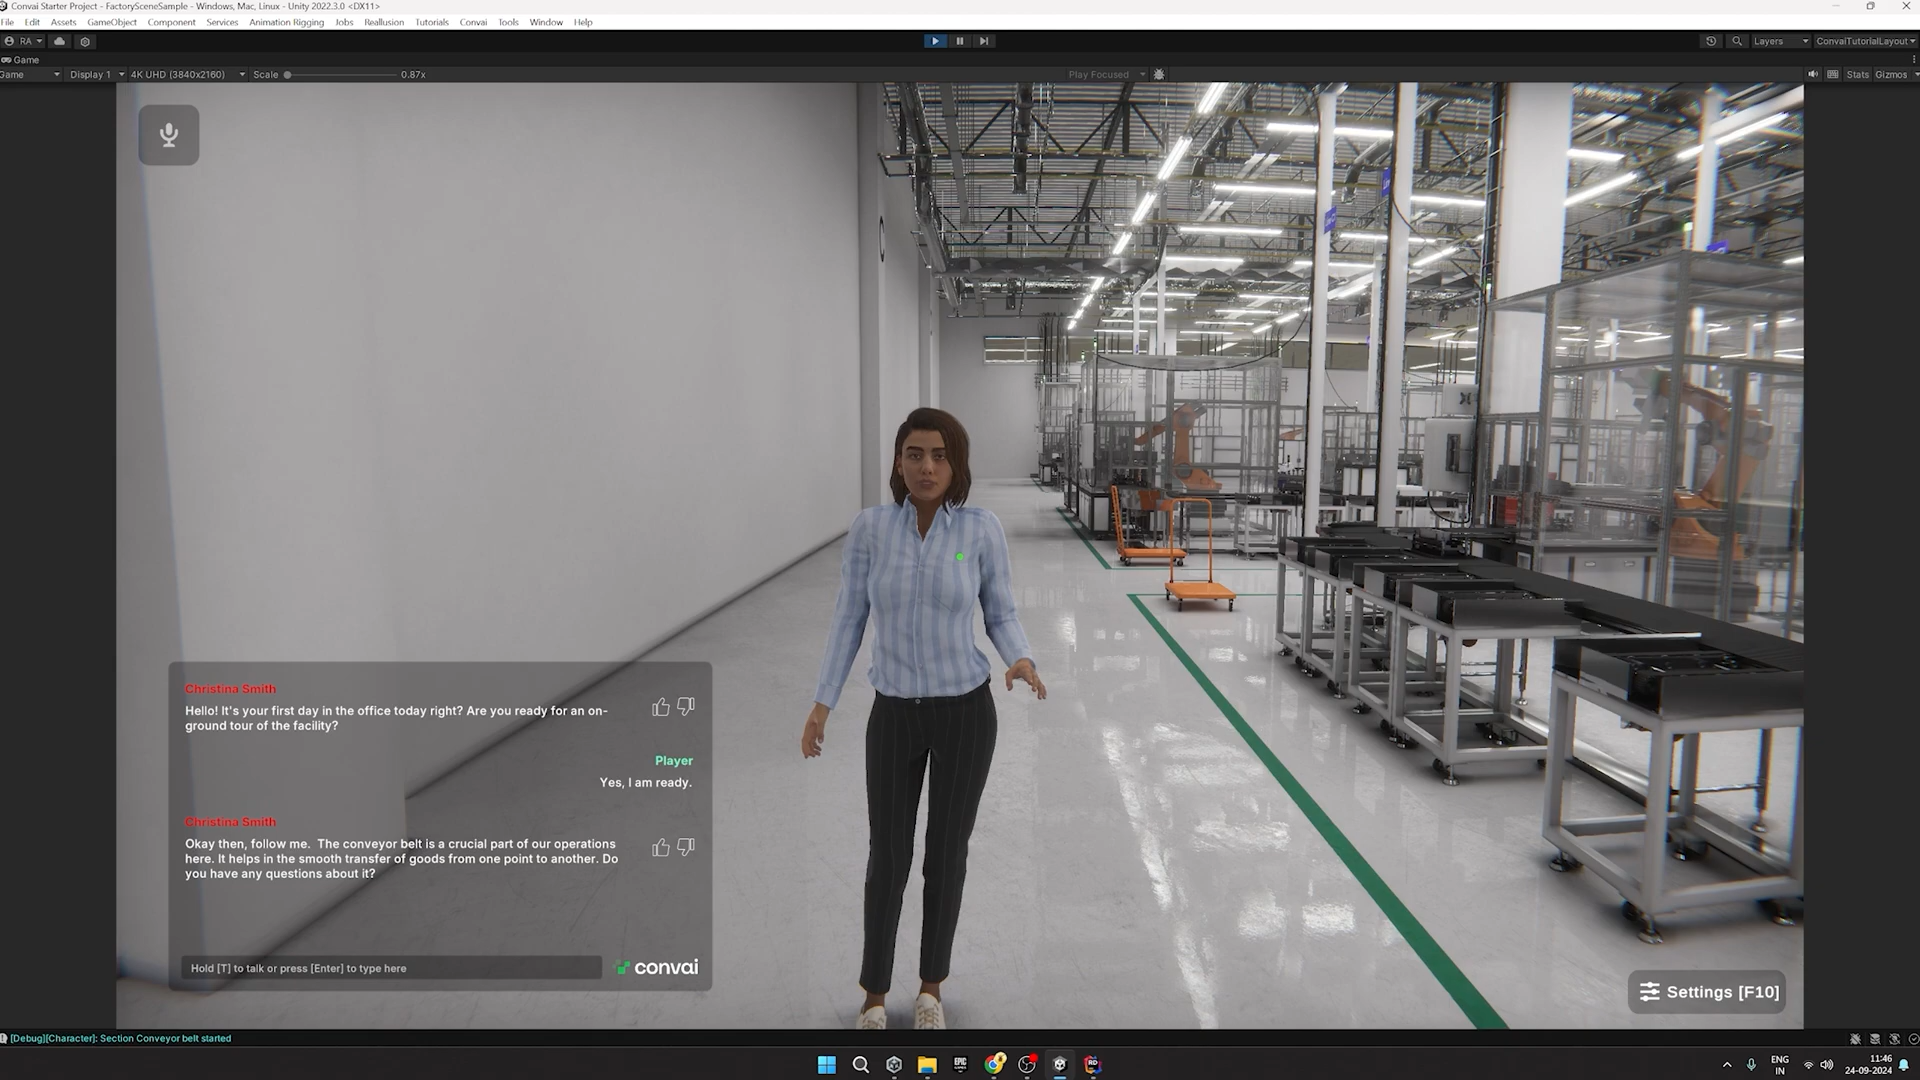 Convai Starter Project - FactorySceneSample - Windows, Mac, Linux - Unity 2022.3.0 <DX11>
File Edit Assets GameObject Component Services Animation Rigging Jobs Reallusion Tutorials Convai Tools Window Help
RA Layers ConvaiTutorialLayout
Game
Game Display 1 4K UHD (3840x2160) Scale 0.87x Play Focused Stats Gizmos
Christina Smith
Hello! It's your first day in the office today right? Are you ready for an on-
ground tour of the facility?
Player
Yes, I am ready.
Christina Smith
Okay then, follow me. The conveyor belt is a crucial part of our operations
here. It helps in the smooth transfer of goods from one point to another. Do
you have any questions about it?
Hold [T] to talk or press [Enter] to type here
convai
Settings [F10]
[Debug][Character]: Section Conveyor belt started
EPIC
RD
ENG
IN
11:46
24-09-2024